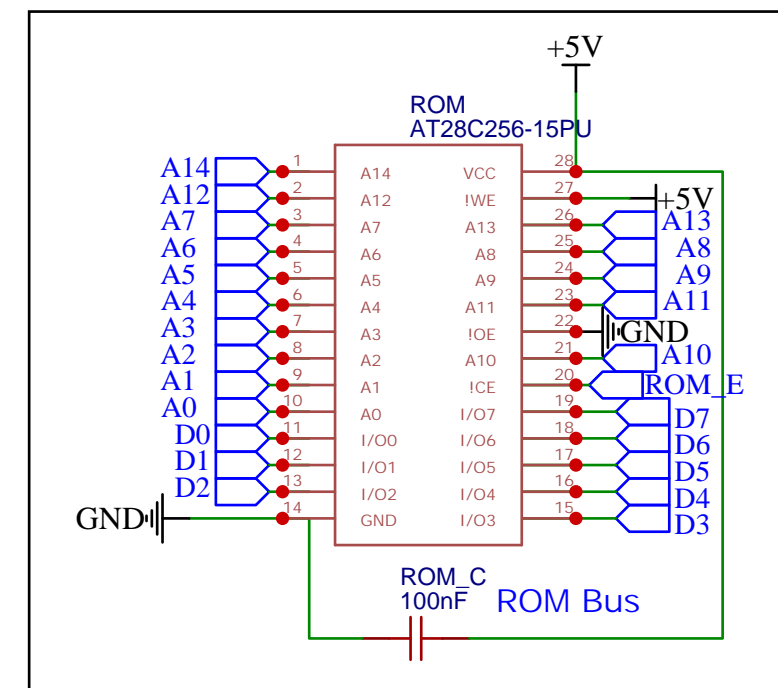 +5V
ROM
AT28C256-15PU
A14 1 A14 VCC 28
A12 2 A12 !WE 27 +5V
A7 3 A7 A13 26 A13
A6 4 A6 A8 25 A8
A5 5 A5 A9 24 A9
A4 6 A4 A11 23 A11
A3 7 A3 !OE 22 GND
A2 8 A2 A10 21 A10
A1 9 A1 !CE 20 ROM_E
A0 10 A0 I/O7 19 D7
D0 11 I/O0 I/O6 18 D6
D1 12 I/O1 I/O5 17 D5
D2 13 I/O2 I/O4 16 D4
GND 14 GND I/O3 15 D3
ROM_C
100nF
ROM Bus